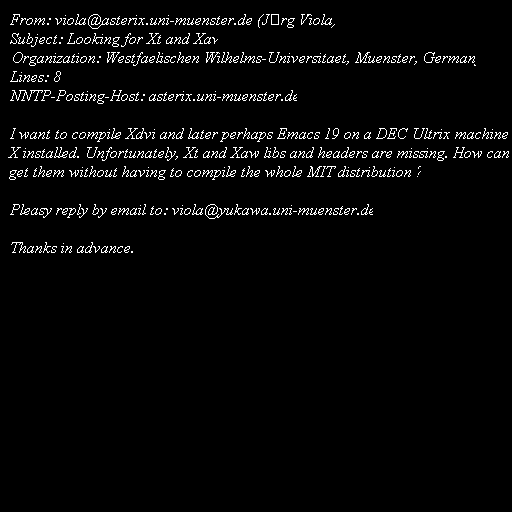 From: viola@asterix.uni-muenster.de (J□rg Viola)
Subject: Looking for Xt and Xaw
Organization: Westfaelischen Wilhelms-Universitaet, Muenster, Germany
Lines: 8
NNTP-Posting-Host: asterix.uni-muenster.de

I want to compile Xdvi and later perhaps Emacs 19 on a DEC Ultrix machine
X installed. Unfortunately, Xt and Xaw libs and headers are missing. How can
get them without having to compile the whole MIT distribution ?

Pleasy reply by email to: viola@yukawa.uni-muenster.de

Thanks in advance.